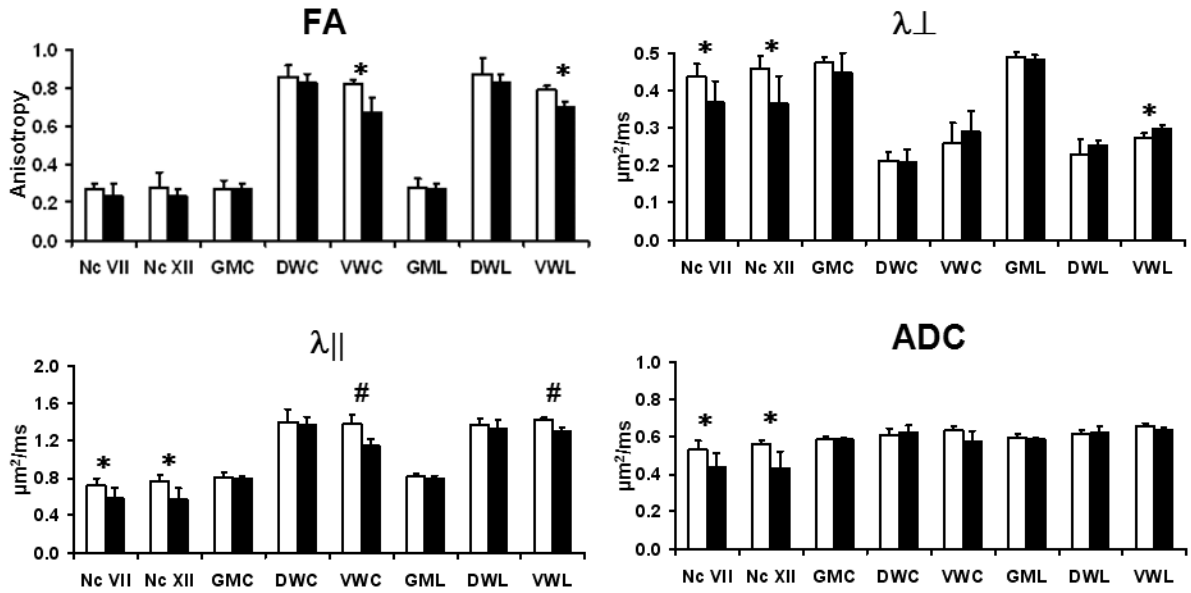 FA
Anisotropy
1.0
0.8
0.6
0.4
0.2
0.0
* *
Nc VII Nc XII GMC DWC VWC GML DWL VWL
λ⊥
µm²/ms
0.5
0.4
0.3
0.2
0.1
0.0
* * *
Nc VII Nc XII GMC DWC VWC GML DWL VWL
λ||
µm²/ms
2.0
1.6
1.2
0.8
0.4
0.0
* * # #
Nc VII Nc XII GMC DWC VWC GML DWL VWL
ADC
µm²/ms
1.0
0.8
0.6
0.4
0.2
0.0
* *
Nc VII Nc XII GMC DWC VWC GML DWL VWL